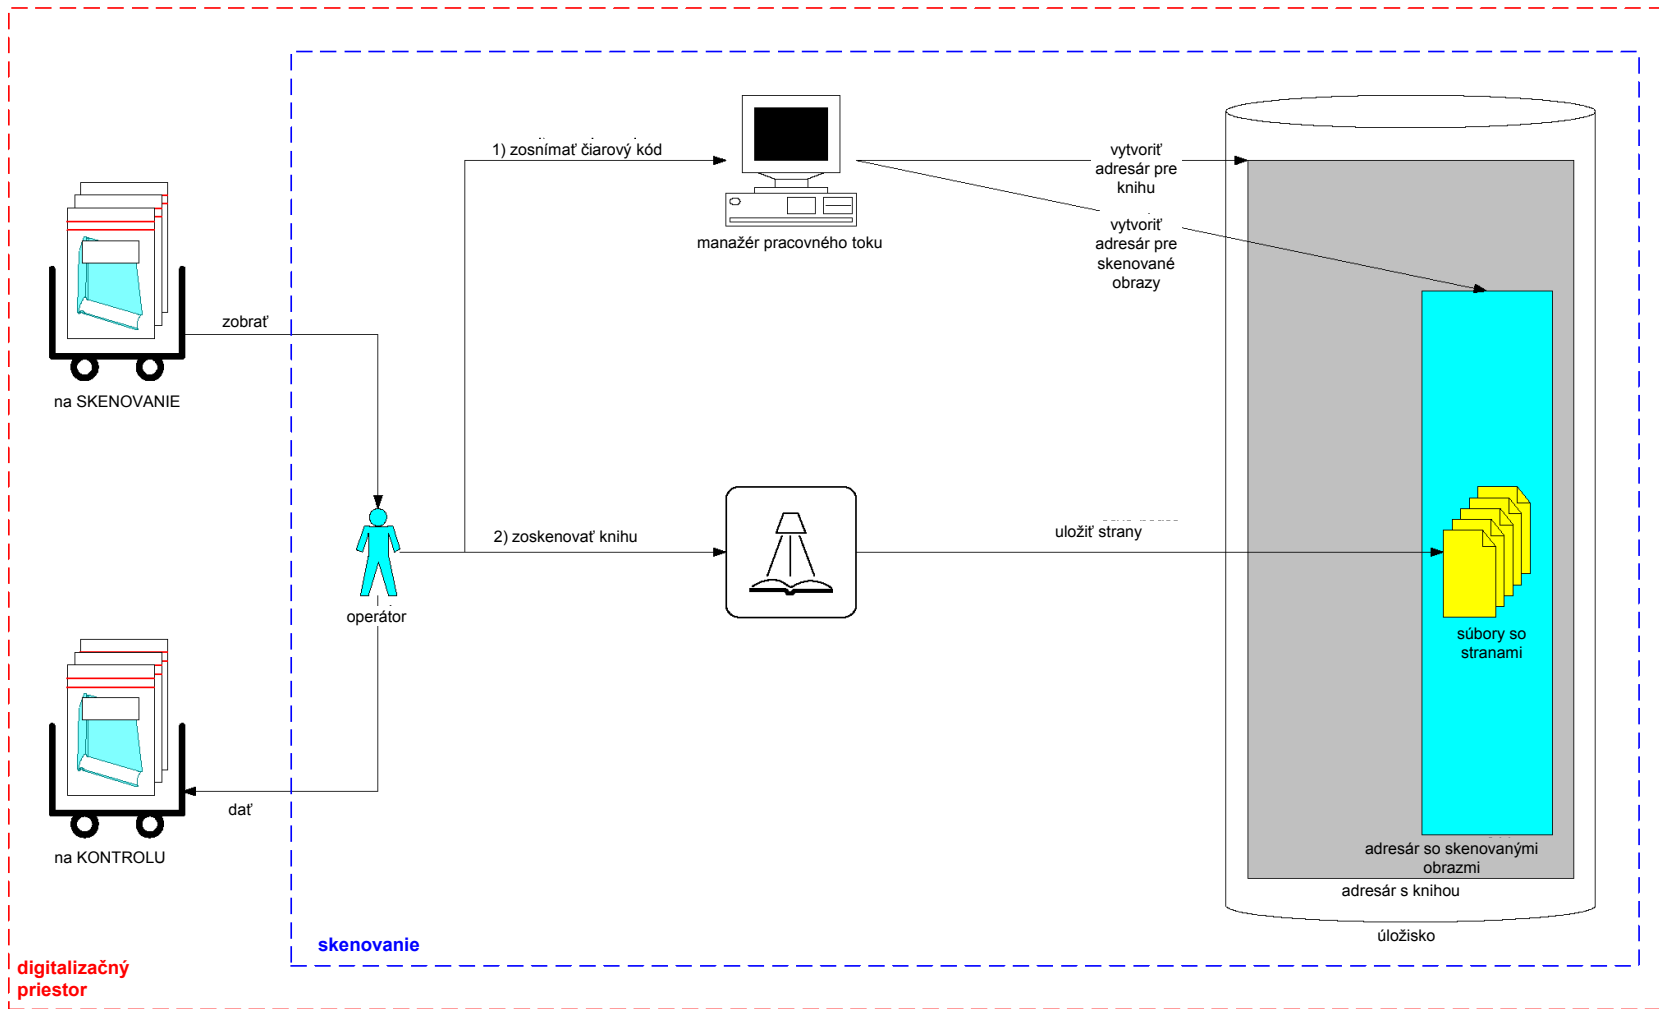 1) zosnímať čiarový kód
manažér pracovného toku
vytvoriť
adresár pre
knihu
vytvoriť
adresár pre
skenované
obrazy
zobrať
na SKENOVANIE
operátor
2) zoskenovať knihu
uložiť strany
súbory so
stranami
dať
na KONTROLU
adresár so skenovanými
obrazmi
adresár s knihou
úložisko
skenovanie
digitalizačný
priestor